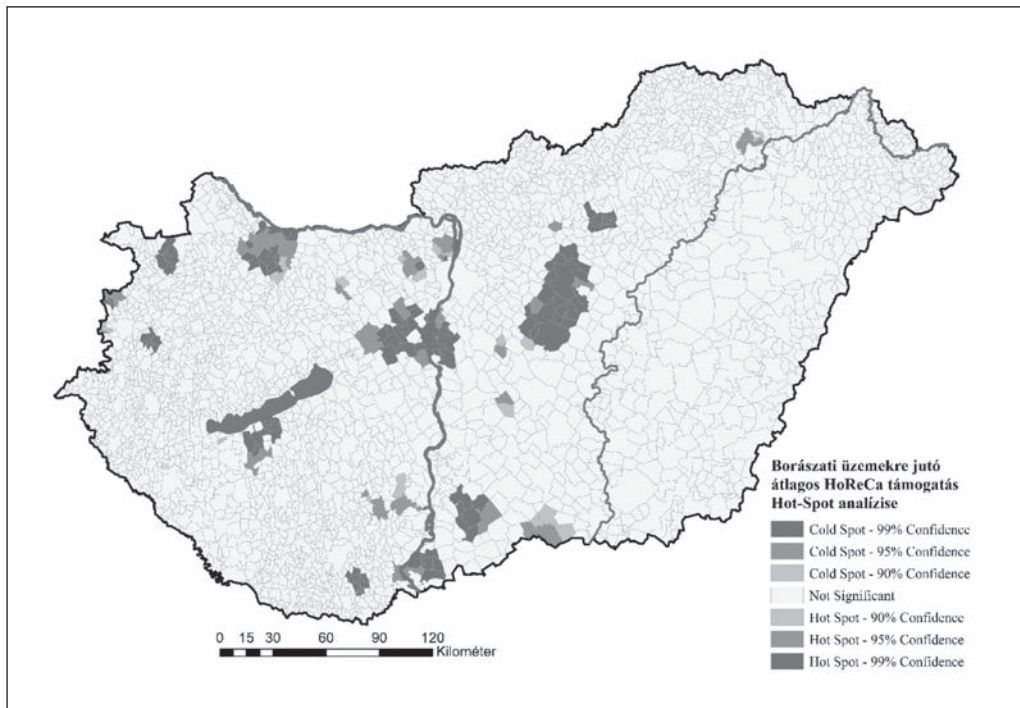 Borászati üzemekre jutó
átlagos HoReCa támogatás
Hot-Spot analízise
Cold Spot - 99% Confidence
Cold Spot - 95% Confidence
Cold Spot - 90% Confidence
Not Significant
Hot Spot - 90% Confidence
Hot Spot - 95% Confidence
Hot Spot - 99% Confidence
0 15 30 60 90 120
Kilométer